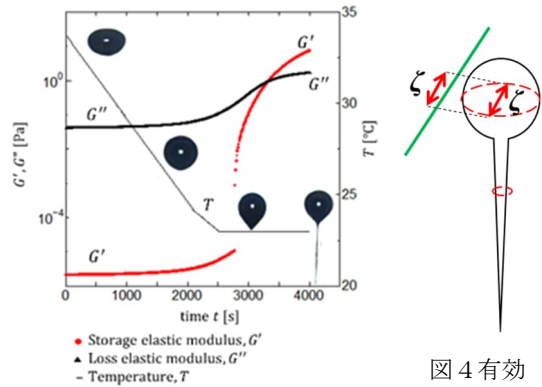 G′, G″ [Pa]
10⁰
10⁻⁴
G″
G′
T
G′
G″
35
30
25
20
T [°C]
0
1000
2000
3000
4000
time t [s]
● Storage elastic modulus, G′
▲ Loss elastic modulus, G″
– Temperature, T
ζ
ζ
図４有効